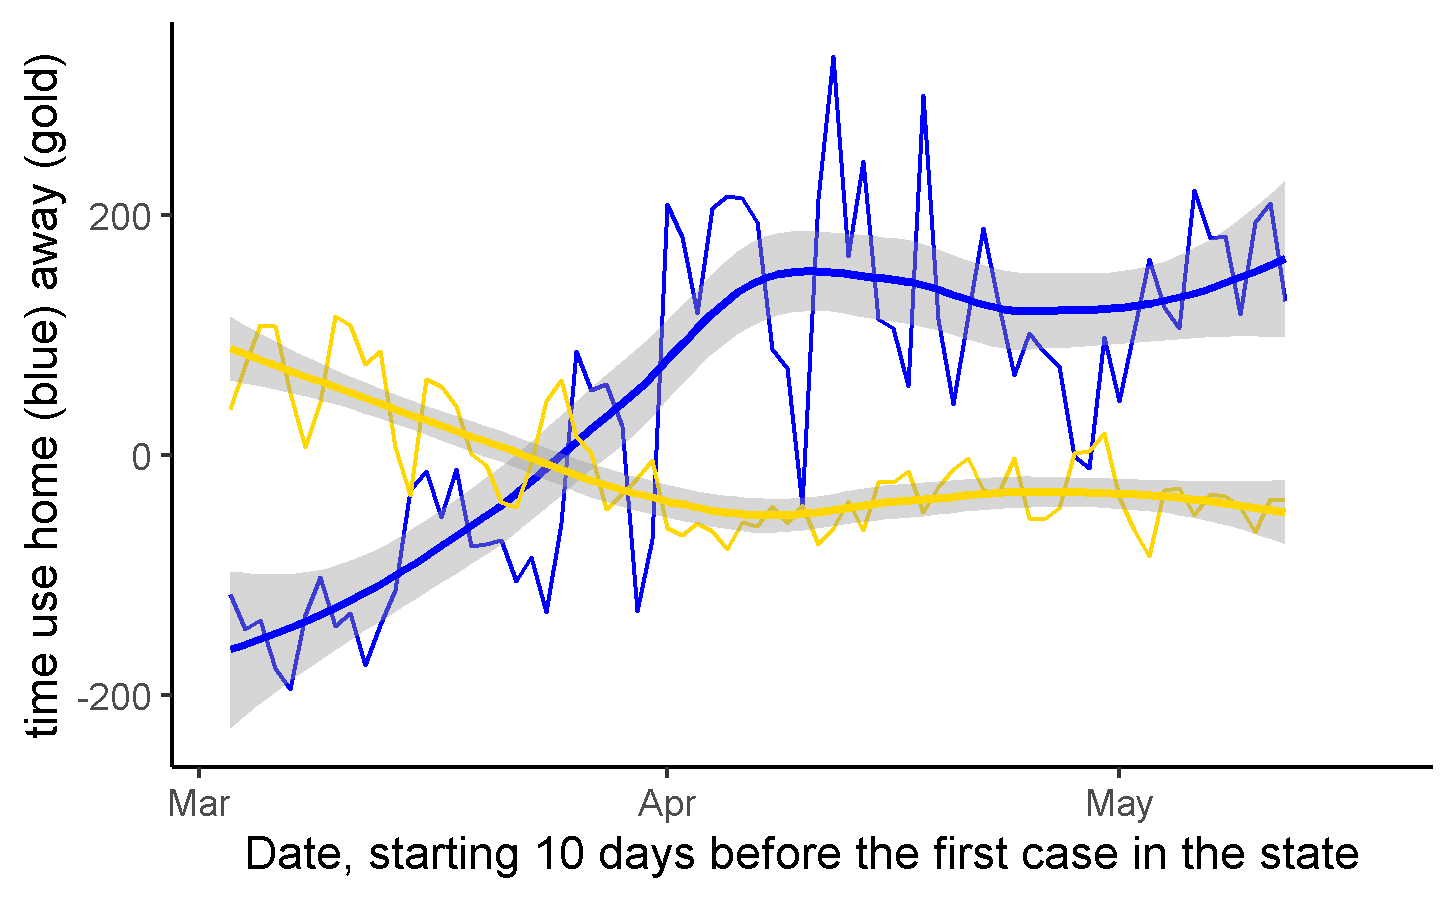 time use home (blue) away (gold)
200
0
-200
Mar
Apr
May
Date, starting 10 days before the first case in the state